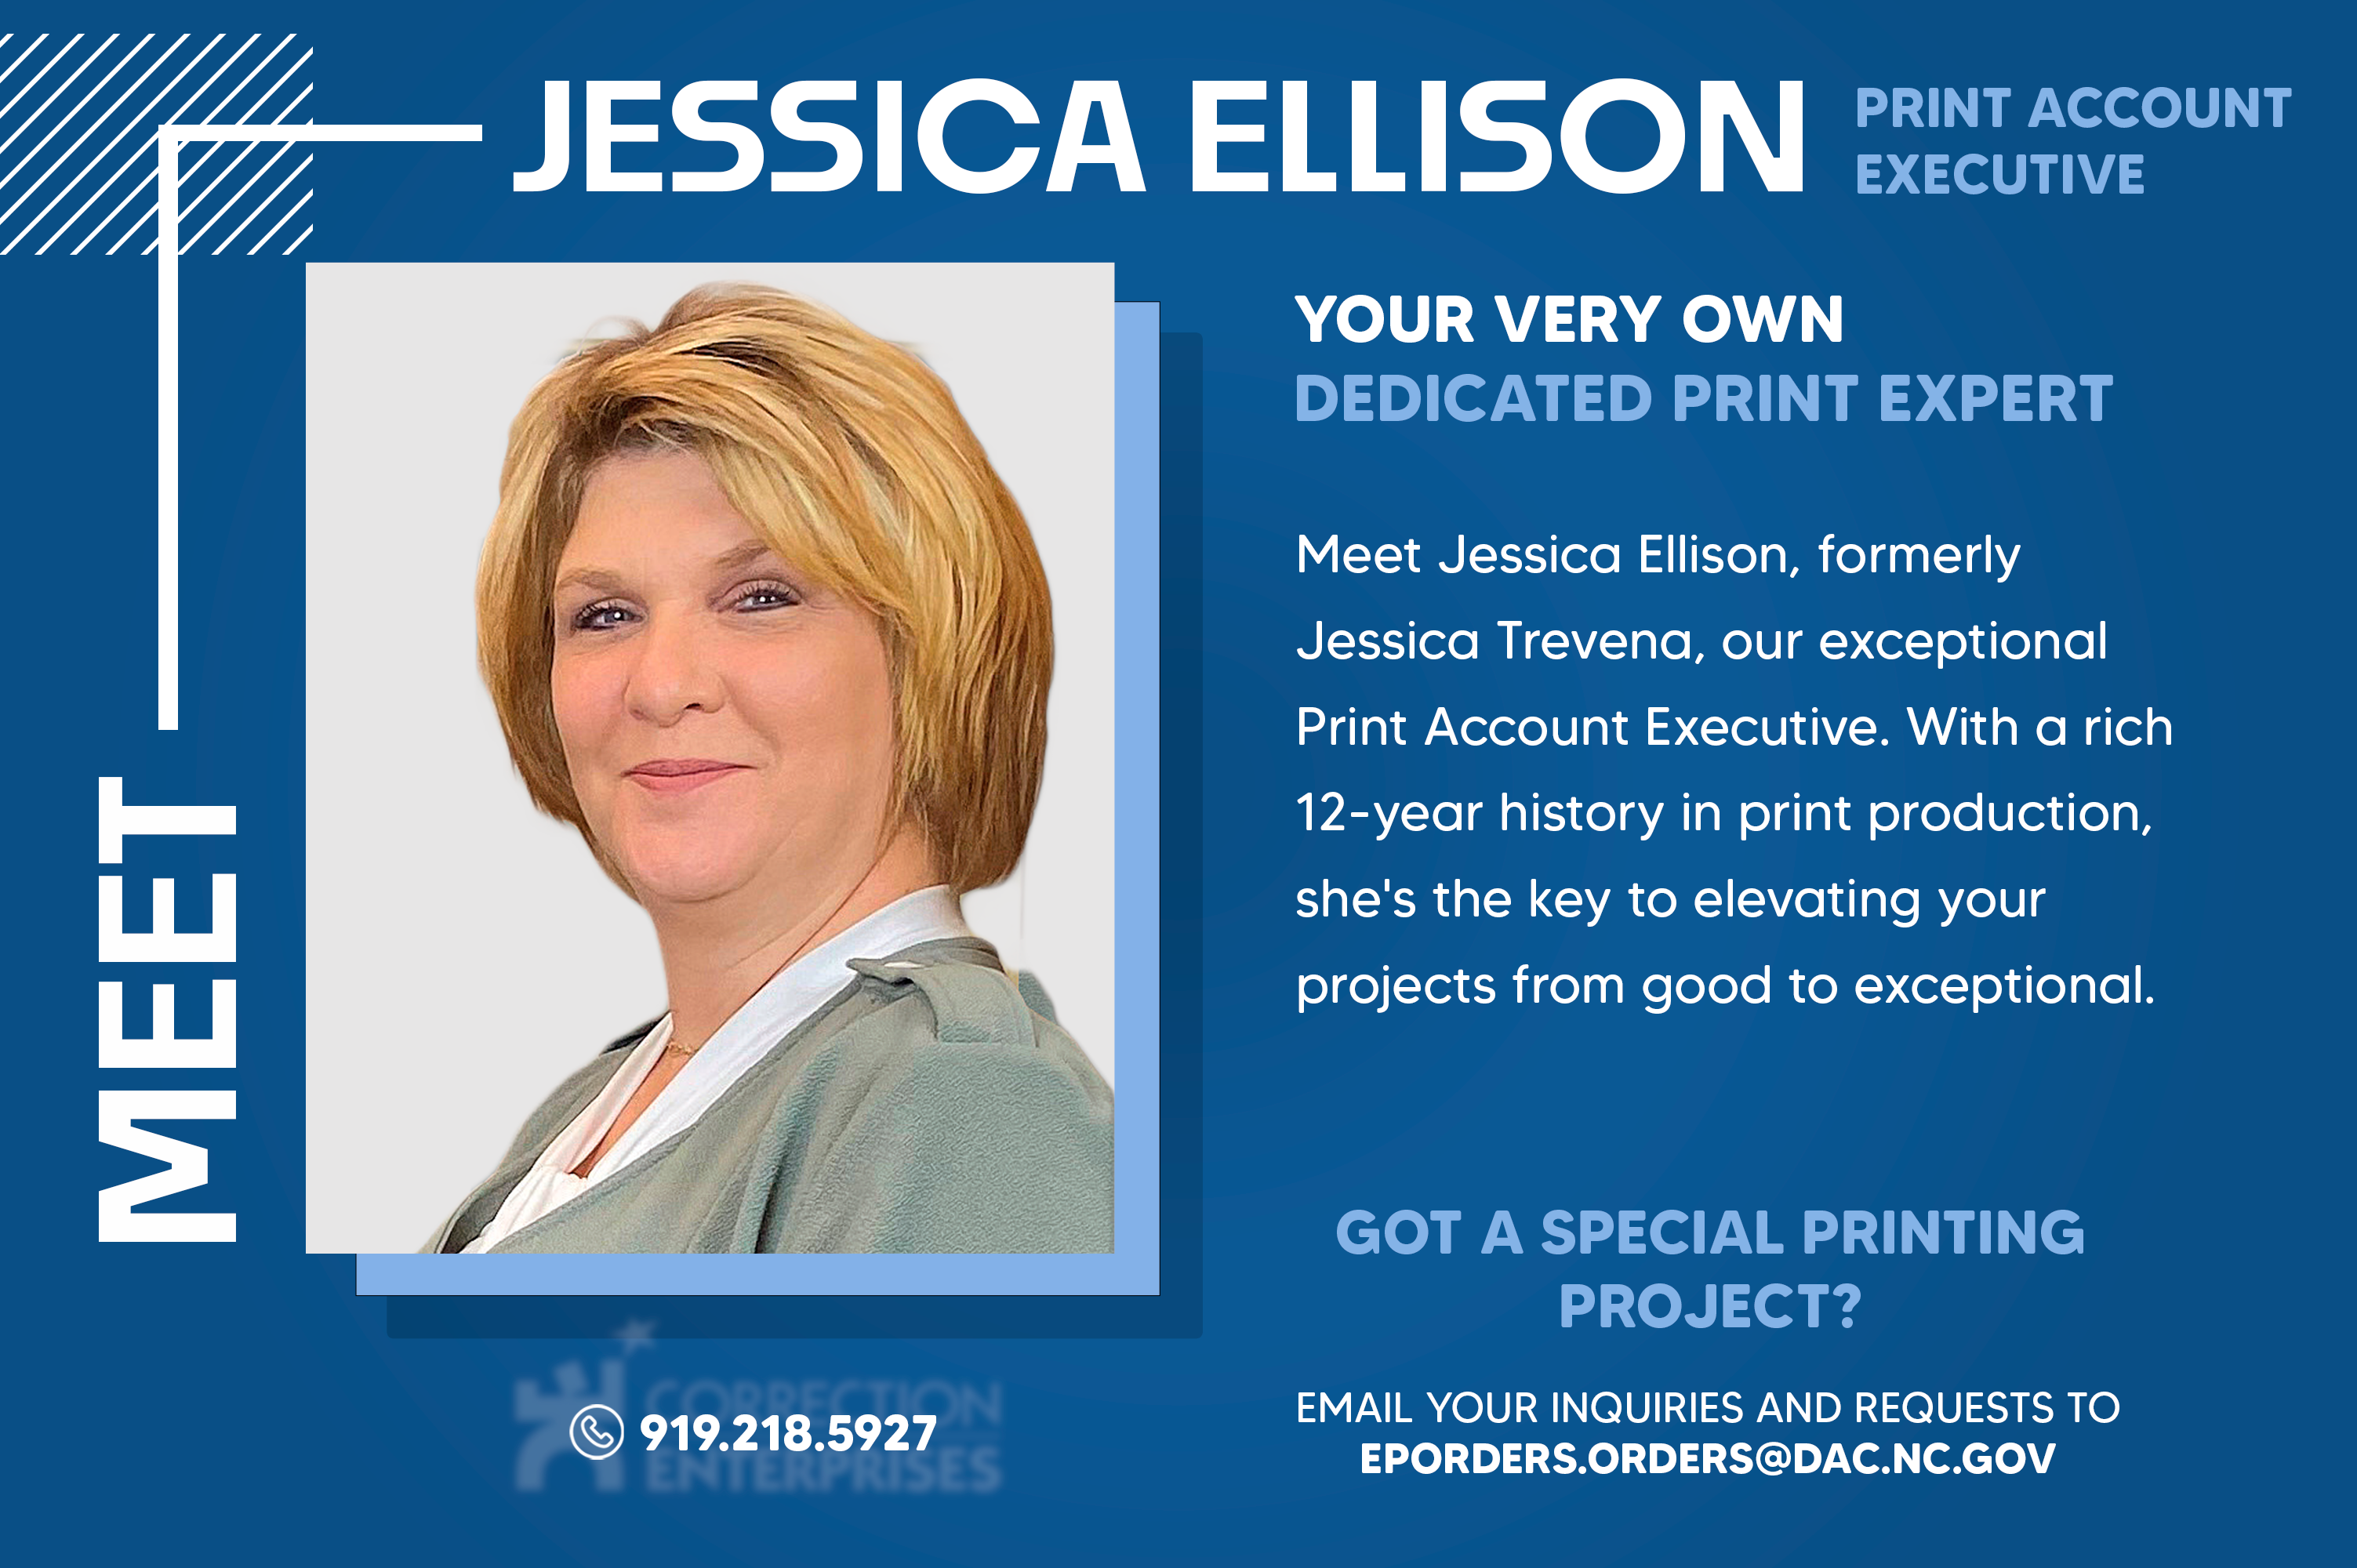 JESSICA ELLISON
PRINT ACCOUNT
EXECUTIVE
MEET
YOUR VERY OWN
DEDICATED PRINT EXPERT
Meet Jessica Ellison, formerly
Jessica Trevena, our exceptional
Print Account Executive. With a rich
12-year history in print production,
she's the key to elevating your
projects from good to exceptional.
GOT A SPECIAL PRINTING
PROJECT?
EMAIL YOUR INQUIRIES AND REQUESTS TO
EPORDERS.ORDERS@DAC.NC.GOV
CORRECTION
919.218.5927
ENTERPRISES